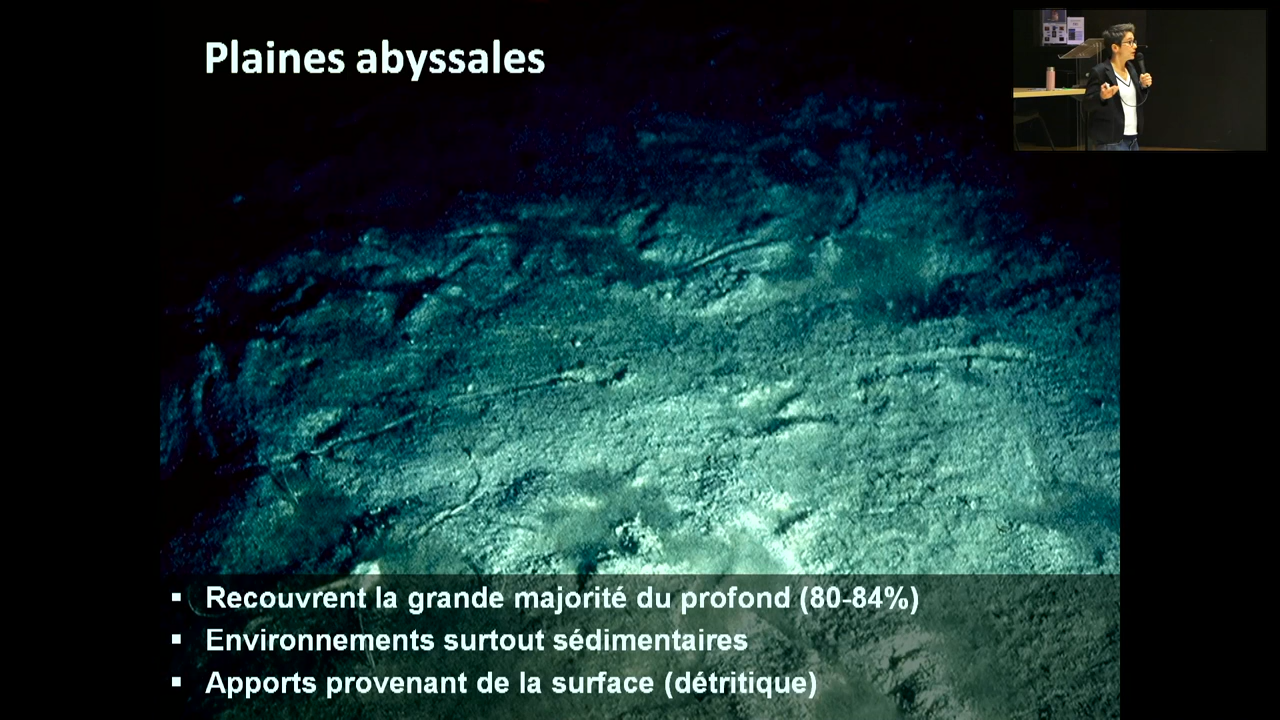 Plaines abyssales
▪ Recouvrent la grande majorité du profond (80-84%)
▪ Environnements surtout sédimentaires
▪ Apports provenant de la surface (détritique)